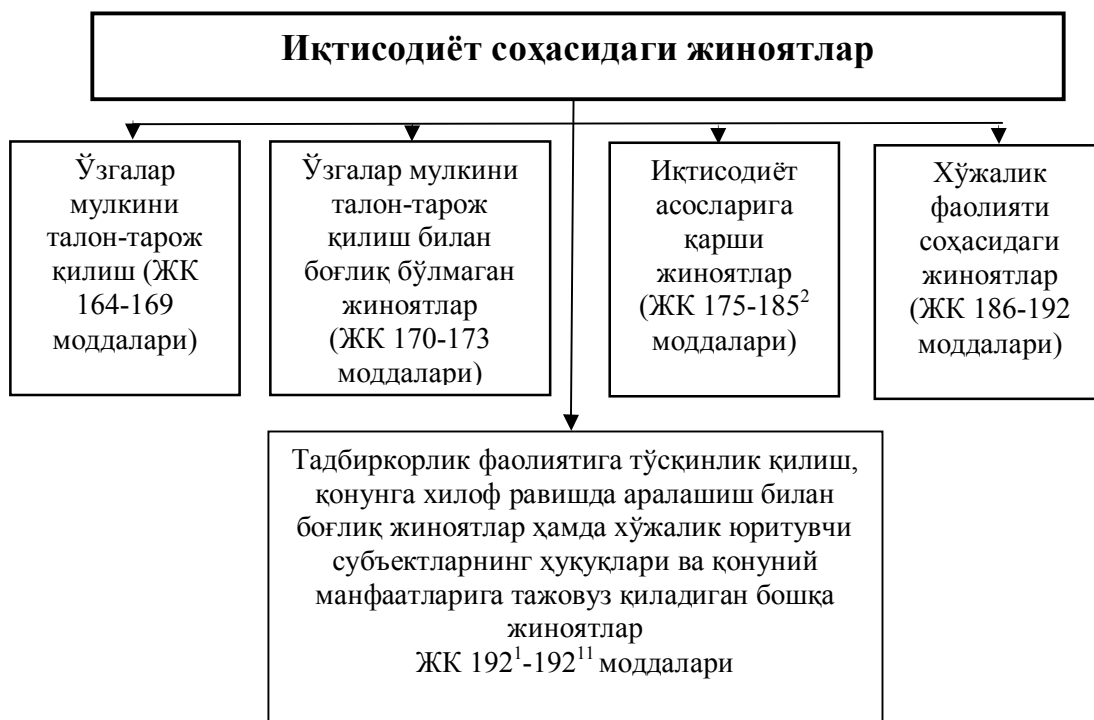 Иқтисодиёт соҳасидаги жиноятлар
Ўзгалар
мулкини
талон-тарож
қилиш (ЖК
164-169
моддалари)
Ўзгалар мулкини
талон-тарож
қилиш билан
боғлиқ бўлмаган
жиноятлар
(ЖК 170-173
моддалари)
Иқтисодиёт
асосларига
қарши
жиноятлар
(ЖК 175-185²
моддалари)
Хўжалик
фаолияти
соҳасидаги
жиноятлар
(ЖК 186-192
моддалари)
Тадбиркорлик фаолиятига тўсқинлик қилиш,
қонунга хилоф равишда аралашиш билан
боғлиқ жиноятлар ҳамда хўжалик юритувчи
субъектларнинг ҳуқуқлари ва қонуний
манфаатларига тажовуз қиладиган бошқа
жиноятлар
ЖК 192¹-192¹¹ моддалари